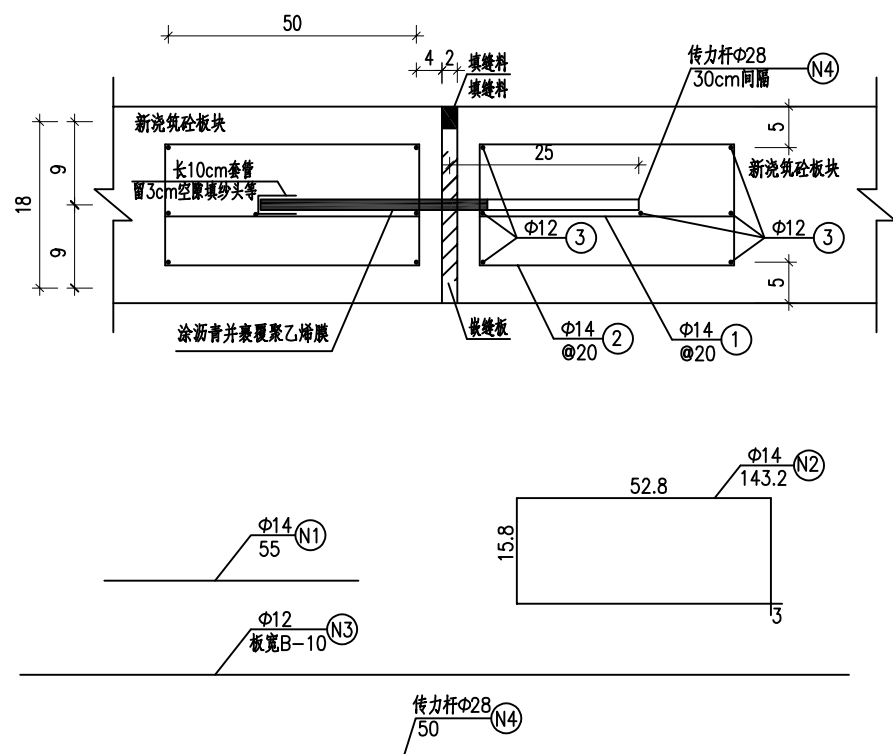 50
4
2
填缝料
填缝料
传力杆Φ28
30cm间隔
N4
新浇筑砼板块
5
25
9
18
9
长10cm套管
留3cm空隙填纱头等
新浇筑砼板块
Φ12
3
Φ12
3
5
涂沥青并裹覆聚乙烯膜
嵌缝板
Φ14
@20
2
Φ14
@20
1
Φ14
143.2
N2
52.8
15.8
3
Φ14
55
N1
Φ12
板宽B-10
N3
传力杆Φ28
50
N4